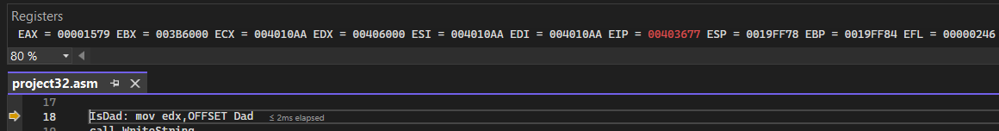 Registers
EAX = 00001579 EBX = 003B6000 ECX = 004010AA EDX = 00406000 ESI = 004010AA EDI = 004010AA EIP = 00403677 ESP = 0019FF78 EBP = 0019FF84 EFL = 00000246
80 %
project32.asm
17
18 IsDad: mov edx,OFFSET Dad ≤ 2ms elapsed
19 call WriteString